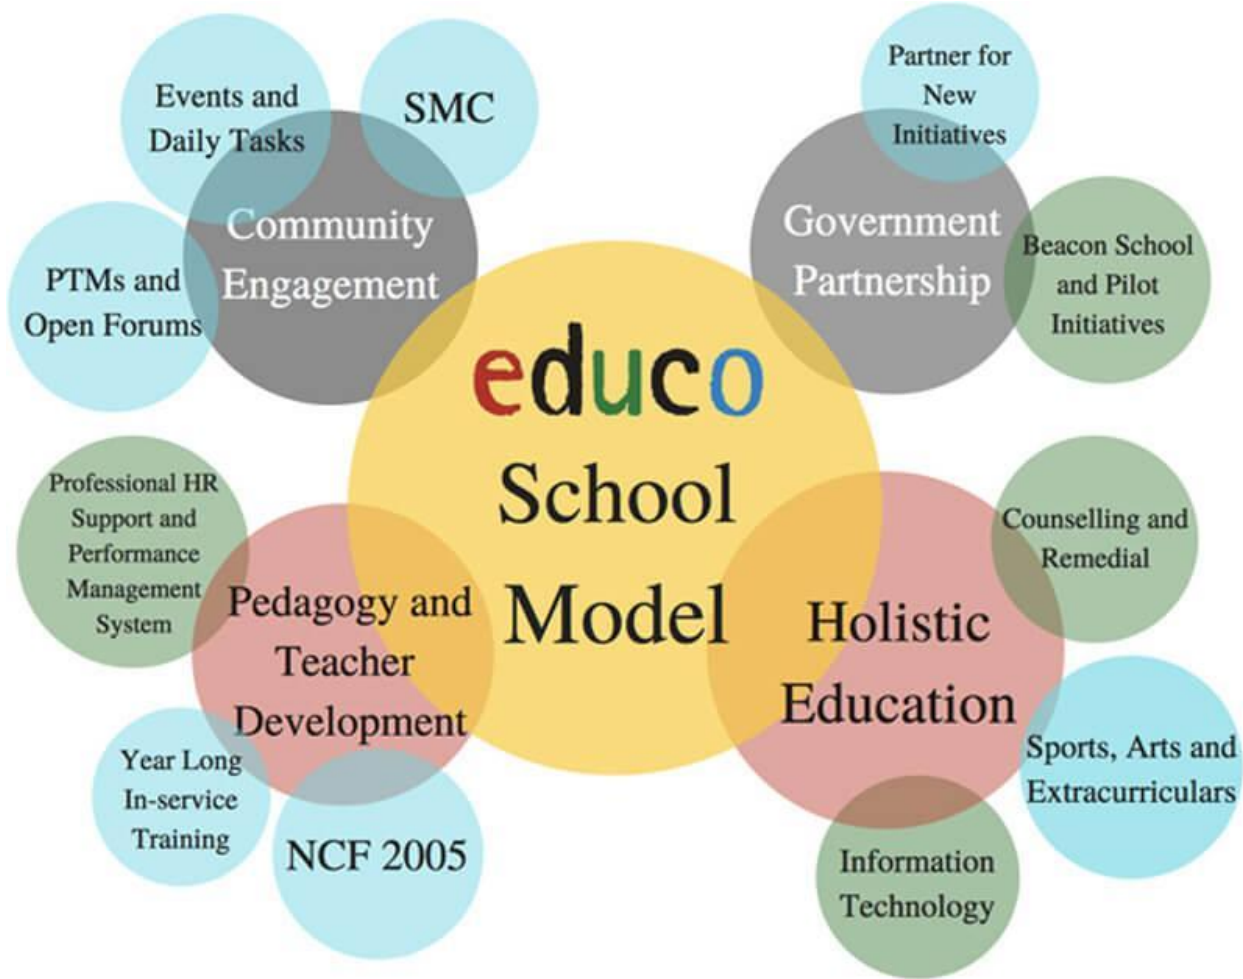 Events and
Daily Tasks
SMC
Community
Engagement
PTMs and
Open Forums
Partner for
New
Initiatives
Government
Partnership
Beacon School
and Pilot
Initiatives
educo
School
Model
Professional HR
Support and
Performance
Management
System
Pedagogy and
Teacher
Development
Year Long
In-service
Training
NCF 2005
Counselling and
Remedial
Holistic
Education
Sports, Arts and
Extracurriculars
Information
Technology